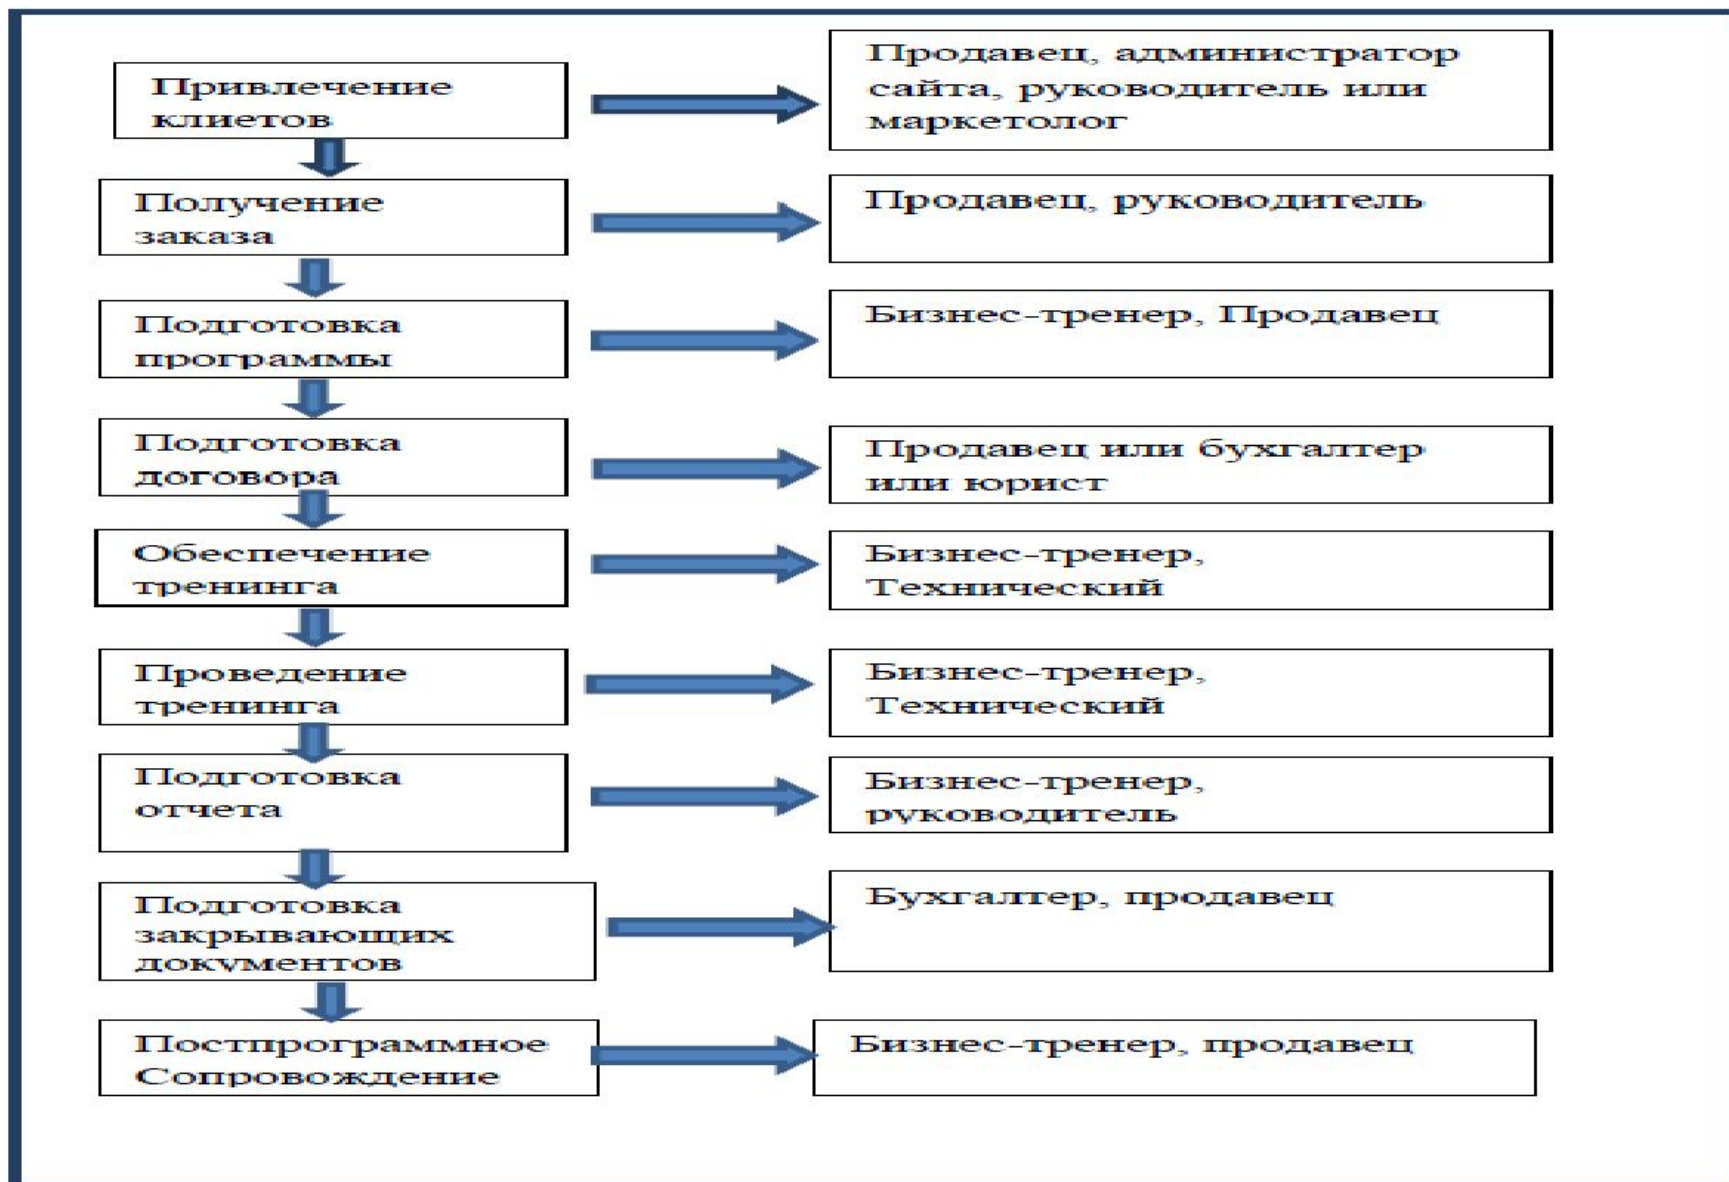 Привлечение
клиетов
Продавец, администратор
сайта, руководитель или
маркетолог
Получение
заказа
Продавец, руководитель
Подготовка
программы
Бизнес-тренер, Продавец
Подготовка
договора
Продавец или бухгалтер
или юрист
Обеспечение
тренинга
Бизнес-тренер,
Технический
Проведение
тренинга
Бизнес-тренер,
Технический
Подготовка
отчета
Бизнес-тренер,
руководитель
Подготовка
закрывающих
документов
Бухгалтер, продавец
Постпрограммное
Сопровождение
Бизнес-тренер, продавец